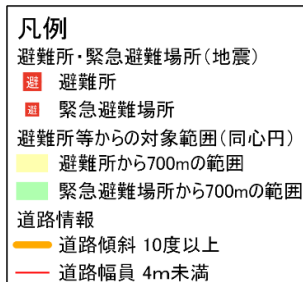 凡例
避難所・緊急避難場所(地震)
避 避難所
避 緊急避難場所
避難所等からの対象範囲(同心円)
避難所から700mの範囲
緊急避難場所から700mの範囲
道路情報
道路傾斜 10度以上
道路幅員 4m未満